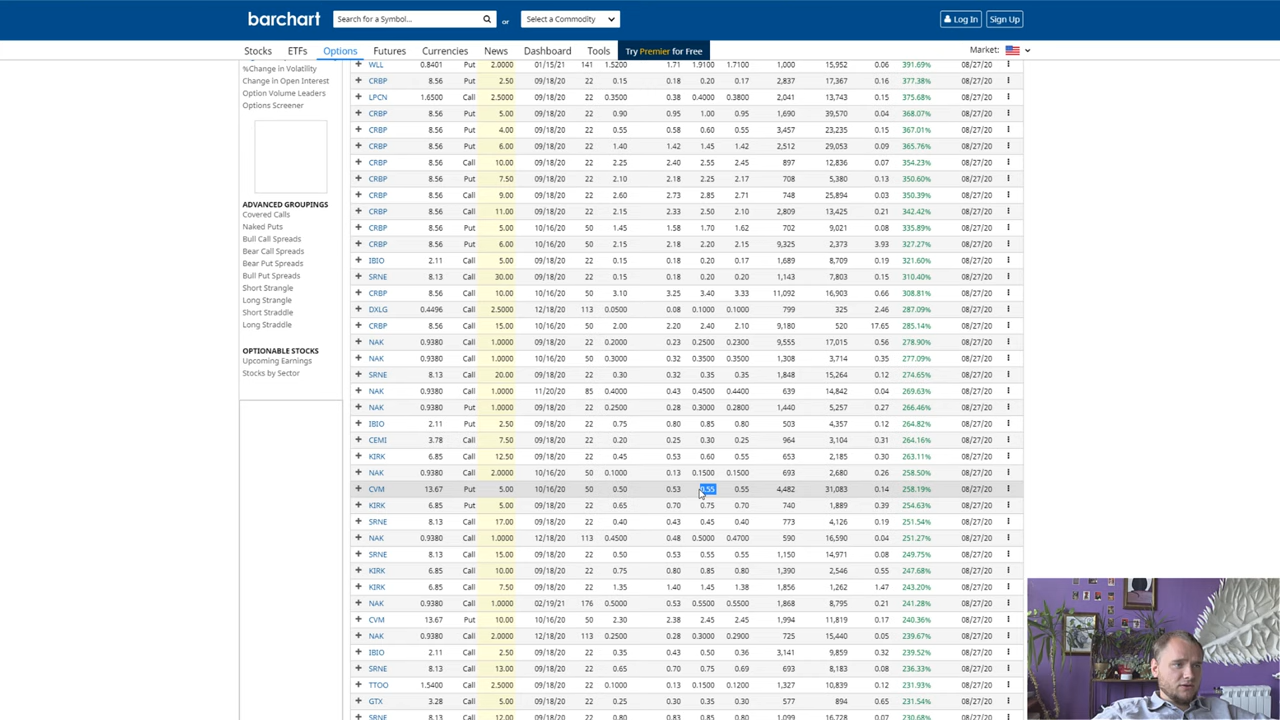 barchart Search for a Symbol... or Select a Commodity Log In Sign Up
Stocks ETFs Options Futures Currencies News Dashboard Tools Try Premier for Free Market:
%Change in Volatility
Change in Open Interest
Option Volume Leaders
Options Screener
ADVANCED GROUPINGS
Covered Calls
Naked Puts
Bull Call Spreads
Bear Call Spreads
Bear Put Spreads
Bull Put Spreads
Short Strangle
Long Strangle
Short Straddle
Long Straddle
OPTIONABLE STOCKS
Upcoming Earnings
Stocks by Sector
WLL 0.8401 Put 2.0000 01/15/21 141 1.5200 1.71 1.9100 1.7100 1,000 15,952 0.06 391.69% 08/27/20
CRBP 8.56 Put 2.50 09/18/20 22 0.15 0.18 0.20 0.17 2,837 17,367 0.16 377.38% 08/27/20
LPCN 1.6500 Call 2.5000 09/18/20 22 0.3500 0.38 0.4000 0.3800 2,041 13,743 0.15 375.68% 08/27/20
CRBP 8.56 Put 5.00 09/18/20 22 0.90 0.95 1.00 0.95 1,690 39,570 0.04 368.07% 08/27/20
CRBP 8.56 Put 4.00 09/18/20 22 0.55 0.58 0.60 0.55 3,457 23,235 0.15 367.01% 08/27/20
CRBP 8.56 Put 6.00 09/18/20 22 1.40 1.42 1.45 1.42 2,512 29,053 0.09 365.76% 08/27/20
CRBP 8.56 Call 10.00 09/18/20 22 2.25 2.40 2.55 2.45 897 12,836 0.07 354.23% 08/27/20
CRBP 8.56 Put 7.50 09/18/20 22 2.10 2.18 2.25 2.17 708 5,380 0.13 350.60% 08/27/20
CRBP 8.56 Call 9.00 09/18/20 22 2.60 2.73 2.85 2.71 748 25,894 0.03 350.39% 08/27/20
CRBP 8.56 Call 11.00 09/18/20 22 2.15 2.33 2.50 2.10 2,809 13,425 0.21 342.42% 08/27/20
CRBP 8.56 Put 5.00 10/16/20 50 1.45 1.58 1.70 1.62 702 9,021 0.08 335.89% 08/27/20
CRBP 8.56 Put 6.00 10/16/20 50 2.15 2.18 2.20 2.15 9,325 2,373 3.93 327.27% 08/27/20
IBIO 2.11 Call 5.00 09/18/20 22 0.15 0.18 0.20 0.17 1,689 8,709 0.19 321.60% 08/27/20
SRNE 8.13 Call 30.00 09/18/20 22 0.15 0.18 0.20 0.20 1,143 7,803 0.15 310.40% 08/27/20
CRBP 8.56 Call 10.00 10/16/20 50 3.10 3.25 3.40 3.33 11,092 16,903 0.66 308.81% 08/27/20
DXLG 0.4496 Call 2.5000 12/18/20 113 0.0500 0.08 0.1000 0.1000 799 325 2.46 287.09% 08/27/20
CRBP 8.56 Call 15.00 10/16/20 50 2.00 2.20 2.40 2.10 9,180 520 17.65 285.14% 08/27/20
NAK 0.9380 Call 1.0000 09/18/20 22 0.2000 0.23 0.2500 0.2300 9,555 17,015 0.56 278.90% 08/27/20
NAK 0.9380 Call 1.0000 10/16/20 50 0.3000 0.32 0.3500 0.3500 1,308 3,714 0.35 277.09% 08/27/20
SRNE 8.13 Call 20.00 09/18/20 22 0.30 0.32 0.35 0.35 1,848 15,264 0.12 274.65% 08/27/20
NAK 0.9380 Call 1.0000 11/20/20 85 0.4000 0.43 0.4500 0.4400 639 14,842 0.04 269.63% 08/27/20
NAK 0.9380 Put 1.0000 09/18/20 22 0.2500 0.28 0.3000 0.2800 1,440 5,257 0.27 266.46% 08/27/20
IBIO 2.11 Put 2.50 09/18/20 22 0.75 0.80 0.85 0.80 503 4,357 0.12 264.82% 08/27/20
CEMI 3.78 Call 7.50 09/18/20 22 0.20 0.25 0.30 0.30 964 3,104 0.31 264.16% 08/27/20
KIRK 6.85 Call 12.50 09/18/20 22 0.45 0.53 0.60 0.55 653 2,185 0.30 263.11% 08/27/20
NAK 0.9380 Call 2.0000 10/16/20 50 0.1000 0.13 0.1500 0.1500 693 2,680 0.26 258.50% 08/27/20
CVM 13.67 Put 5.00 10/16/20 50 0.50 0.53 0.55 0.55 4,482 31,083 0.14 258.19% 08/27/20
KIRK 6.85 Put 5.00 09/18/20 22 0.65 0.70 0.75 0.70 740 1,889 0.39 254.63% 08/27/20
SRNE 8.13 Call 17.00 09/18/20 22 0.40 0.43 0.45 0.40 773 4,126 0.19 251.54% 08/27/20
NAK 0.9380 Call 1.0000 12/18/20 113 0.4500 0.48 0.5000 0.4700 590 16,590 0.04 251.27% 08/27/20
SRNE 8.13 Call 15.00 09/18/20 22 0.50 0.53 0.55 0.55 1,150 14,971 0.08 249.75% 08/27/20
KIRK 6.85 Call 10.00 09/18/20 22 0.75 0.80 0.85 0.80 1,390 2,546 0.55 247.68% 08/27/20
KIRK 6.85 Call 7.50 09/18/20 22 1.35 1.40 1.45 1.38 1,856 1,262 1.47 243.20% 08/27/20
NAK 0.9380 Call 1.0000 02/19/21 176 0.5000 0.53 0.5500 0.5500 1,868 8,795 0.21 241.28% 08/27/20
CVM 13.67 Put 10.00 09/18/20 22 2.30 2.38 2.45 2.45 1,994 11,819 0.17 240.36% 08/27/20
NAK 0.9380 Call 2.0000 12/18/20 113 0.2500 0.28 0.3000 0.2900 725 15,440 0.05 239.67% 08/27/20
IBIO 2.11 Call 2.50 09/18/20 22 0.35 0.43 0.50 0.36 3,141 9,859 0.32 239.52% 08/27/20
SRNE 8.13 Call 13.00 09/18/20 22 0.65 0.70 0.75 0.69 693 8,183 0.08 236.33% 08/27/20
TTOO 1.5400 Call 2.5000 09/18/20 22 0.1000 0.13 0.1500 0.1200 1,327 10,839 0.12 231.93% 08/27/20
GTX 3.28 Call 5.00 09/18/20 22 0.25 0.30 0.35 0.30 577 894 0.65 231.54% 08/27/20
SRNE 8.13 Call 12.00 09/18/20 22 0.80 0.83 0.85 0.80 1,099 16,728 0.07 230.68% 08/27/20